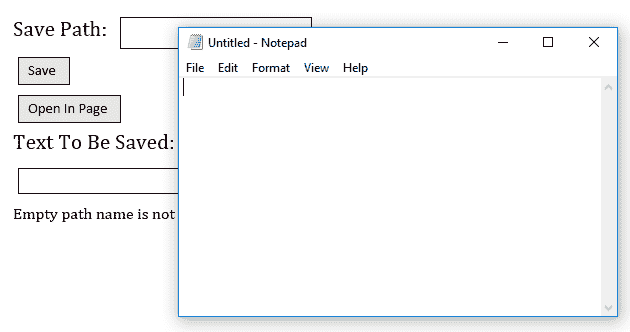 Save Path:
Untitled - Notepad
File Edit Format View Help
Save
Open In Page
Text To Be Saved:
Empty path name is not